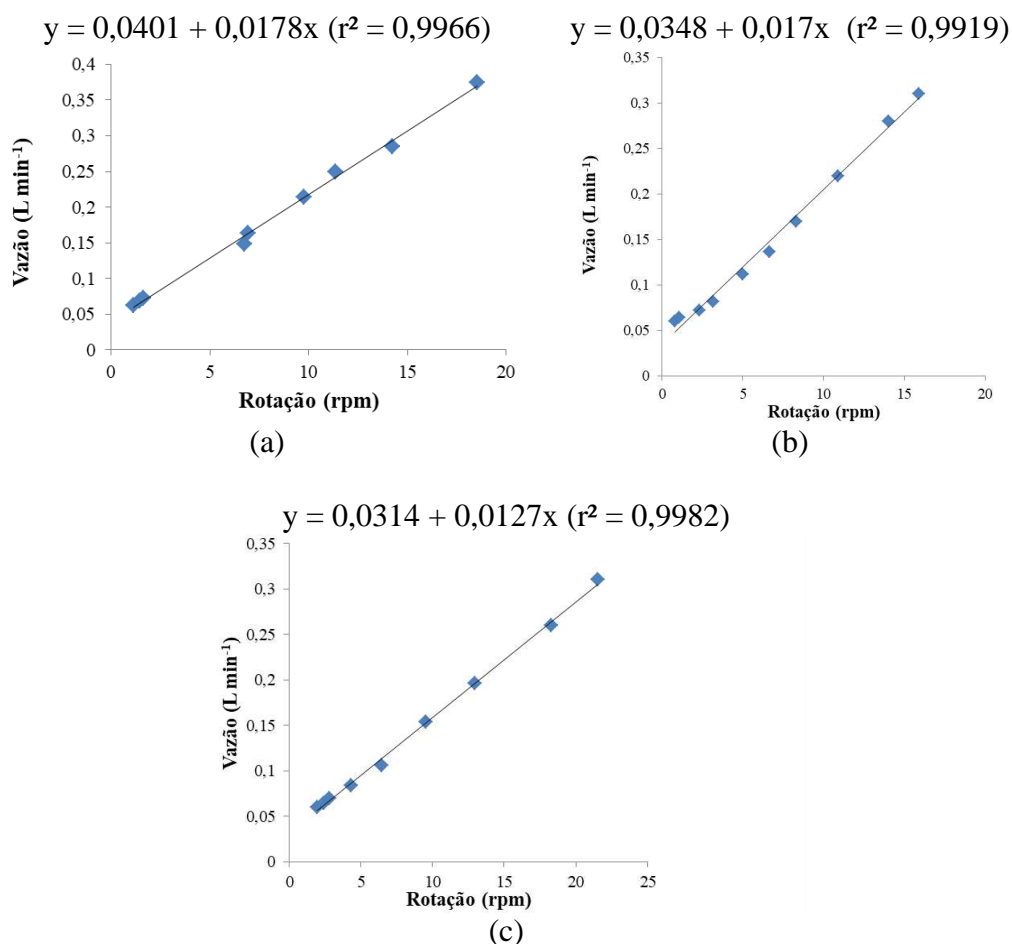 y = 0,0401 + 0,0178x (r² = 0,9966)
0,4
0,35
0,3
0,25
0,2
0,15
0,1
0,05
0
Vazão (L min⁻¹)
0 5 10 15 20
Rotação (rpm)
(a)
y = 0,0348 + 0,017x (r² = 0,9919)
0,35
0,3
0,25
0,2
0,15
0,1
0,05
0
Vazão (L min⁻¹)
0 5 10 15 20
Rotação (rpm)
(b)
y = 0,0314 + 0,0127x (r² = 0,9982)
0,35
0,3
0,25
0,2
0,15
0,1
0,05
0
Vazão (L min⁻¹)
0 5 10 15 20 25
Rotação (rpm)
(c)